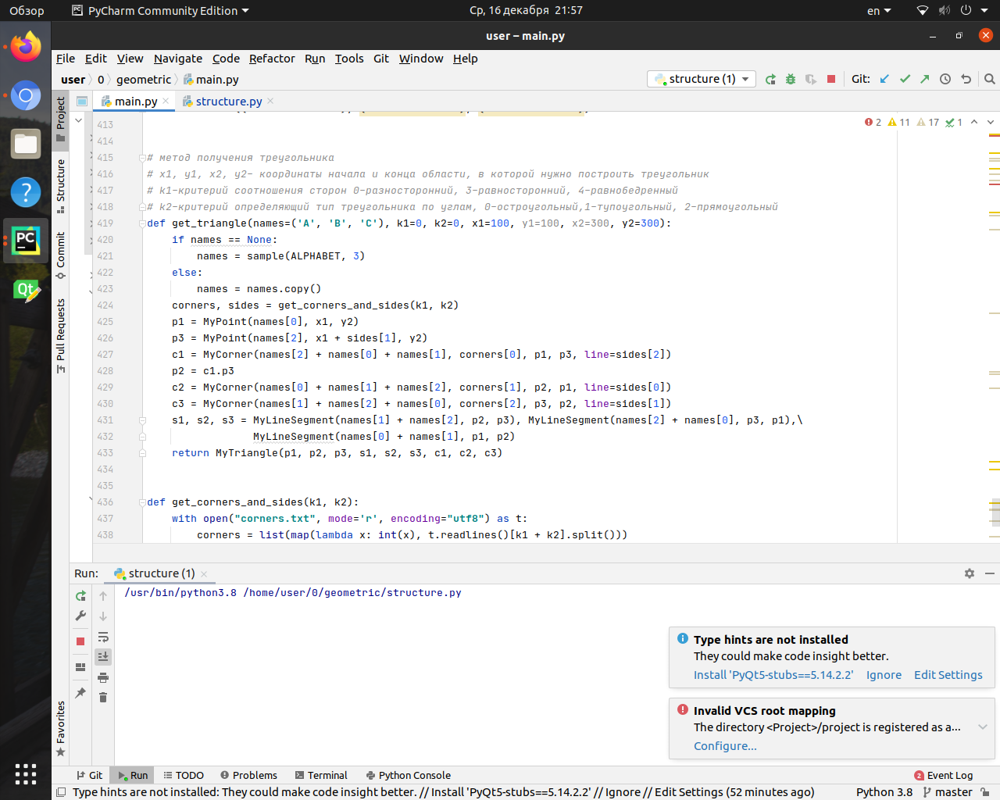 Обзор
PyCharm Community Edition
Ср, 16 декабря 21:57
en
user – main.py
File Edit View Navigate Code Refactor Run Tools Git Window Help
user 0 geometric main.py
structure (1)
Git:
main.py
structure.py
Project
Structure
Commit
Pull Requests
Favorites
2 11 17 1
413
414
415 # метод получения треугольника
416 # x1, y1, x2, y2– координаты начала и конца области, в которой нужно построить треугольник
417 # k1-критерий соотношения сторон 0-разносторонний, 3-равносторонний, 4-равнобедренный
418 # k2-критерий определяющий тип треугольника по углам, 0-остроугольный,1-тупоугольный, 2-прямоугольный
419 def get_triangle(names=('A', 'B', 'C'), k1=0, k2=0, x1=100, y1=100, x2=300, y2=300):
420 if names == None:
421 names = sample(ALPHABET, 3)
422 else:
423 names = names.copy()
424 corners, sides = get_corners_and_sides(k1, k2)
425 p1 = MyPoint(names[0], x1, y2)
426 p3 = MyPoint(names[2], x1 + sides[1], y2)
427 c1 = MyCorner(names[2] + names[0] + names[1], corners[0], p1, p3, line=sides[2])
428 p2 = c1.p3
429 c2 = MyCorner(names[0] + names[1] + names[2], corners[1], p2, p1, line=sides[0])
430 c3 = MyCorner(names[1] + names[2] + names[0], corners[2], p3, p2, line=sides[1])
431 s1, s2, s3 = MyLineSegment(names[1] + names[2], p2, p3), MyLineSegment(names[2] + names[0], p3, p1),\
432 MyLineSegment(names[0] + names[1], p1, p2)
433 return MyTriangle(p1, p2, p3, s1, s2, s3, c1, c2, c3)
434
435
436 def get_corners_and_sides(k1, k2):
437 with open("corners.txt", mode='r', encoding="utf8") as t:
438 corners = list(map(lambda x: int(x), t.readlines()[k1 + k2].split()))
Run: structure (1)
/usr/bin/python3.8 /home/user/0/geometric/structure.py
Type hints are not installed
They could make code insight better.
Install 'PyQt5-stubs==5.14.2.2' Ignore Edit Settings
Invalid VCS root mapping
The directory <Project>/project is registered as a...
Configure...
Git Run TODO Problems Terminal Python Console
2 Event Log
Type hints are not installed: They could make code insight better. // Install 'PyQt5-stubs==5.14.2.2' // Ignore // Edit Settings (52 minutes ago)
Python 3.8 master